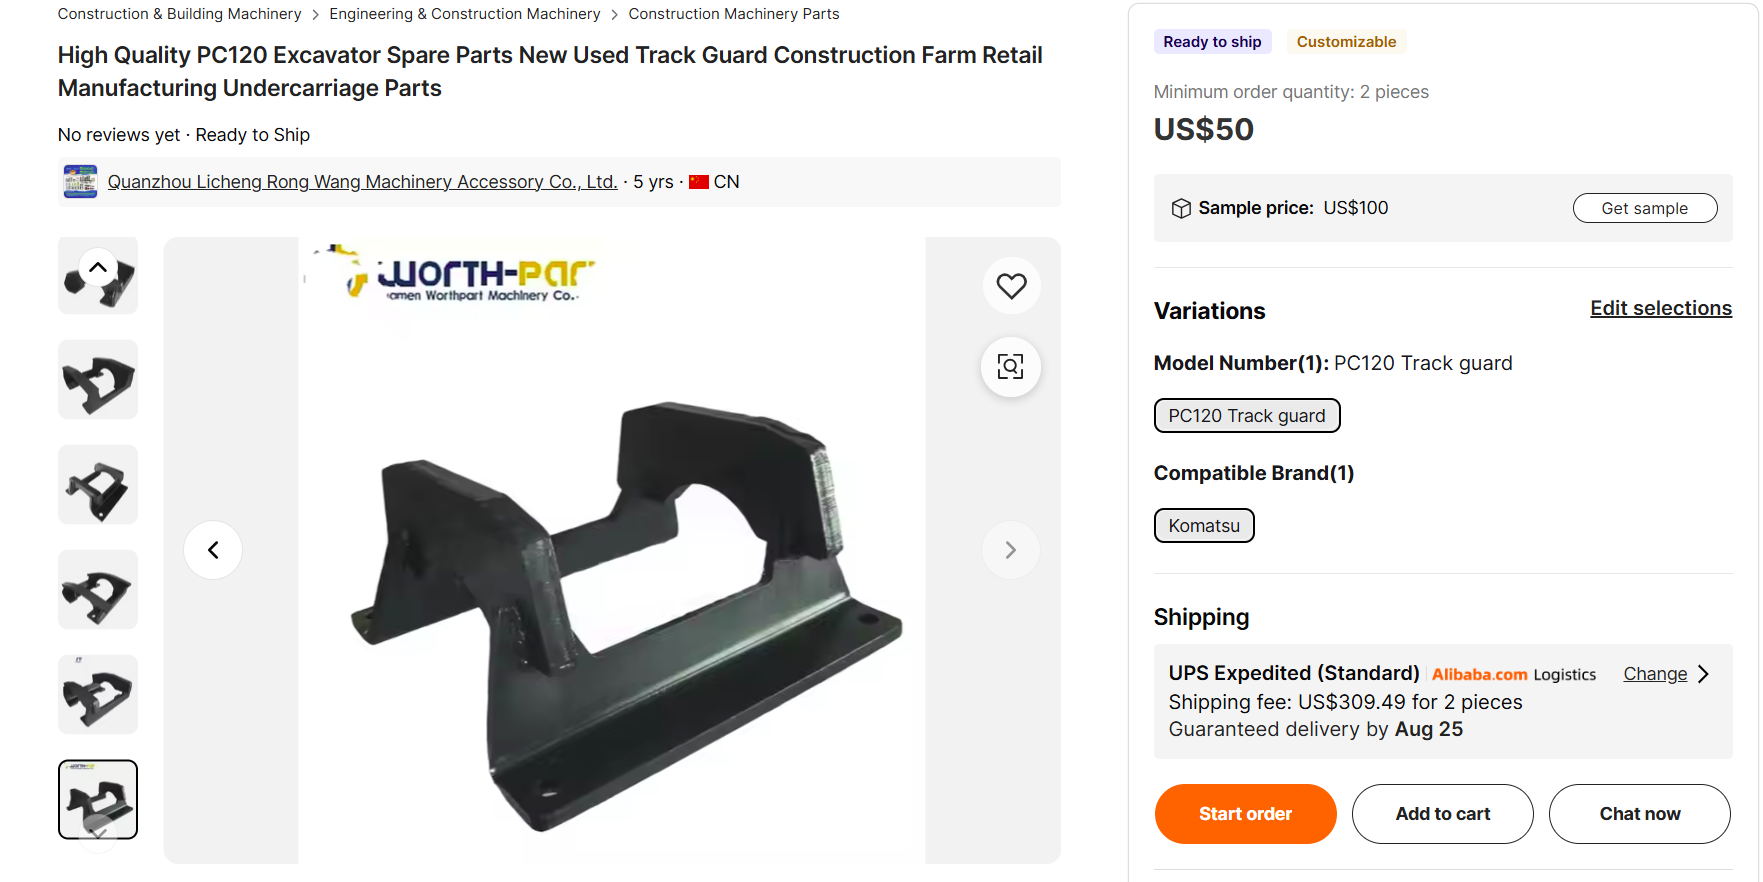 Construction & Building Machinery > Engineering & Construction Machinery > Construction Machinery Parts
High Quality PC120 Excavator Spare Parts New Used Track Guard Construction Farm Retail
Manufacturing Undercarriage Parts
No reviews yet · Ready to Ship
Quanzhou Licheng Rong Wang Machinery Accessory Co., Ltd. · 5 yrs · CN
WORTH-PAR
amen Worthpart Machinery Co.
Ready to ship Customizable
Minimum order quantity: 2 pieces
US$50
Sample price: US$100 Get sample
Variations Edit selections
Model Number(1): PC120 Track guard
PC120 Track guard
Compatible Brand(1)
Komatsu
Shipping
UPS Expedited (Standard) Alibaba.com Logistics Change
Shipping fee: US$309.49 for 2 pieces
Guaranteed delivery by Aug 25
Start order Add to cart Chat now